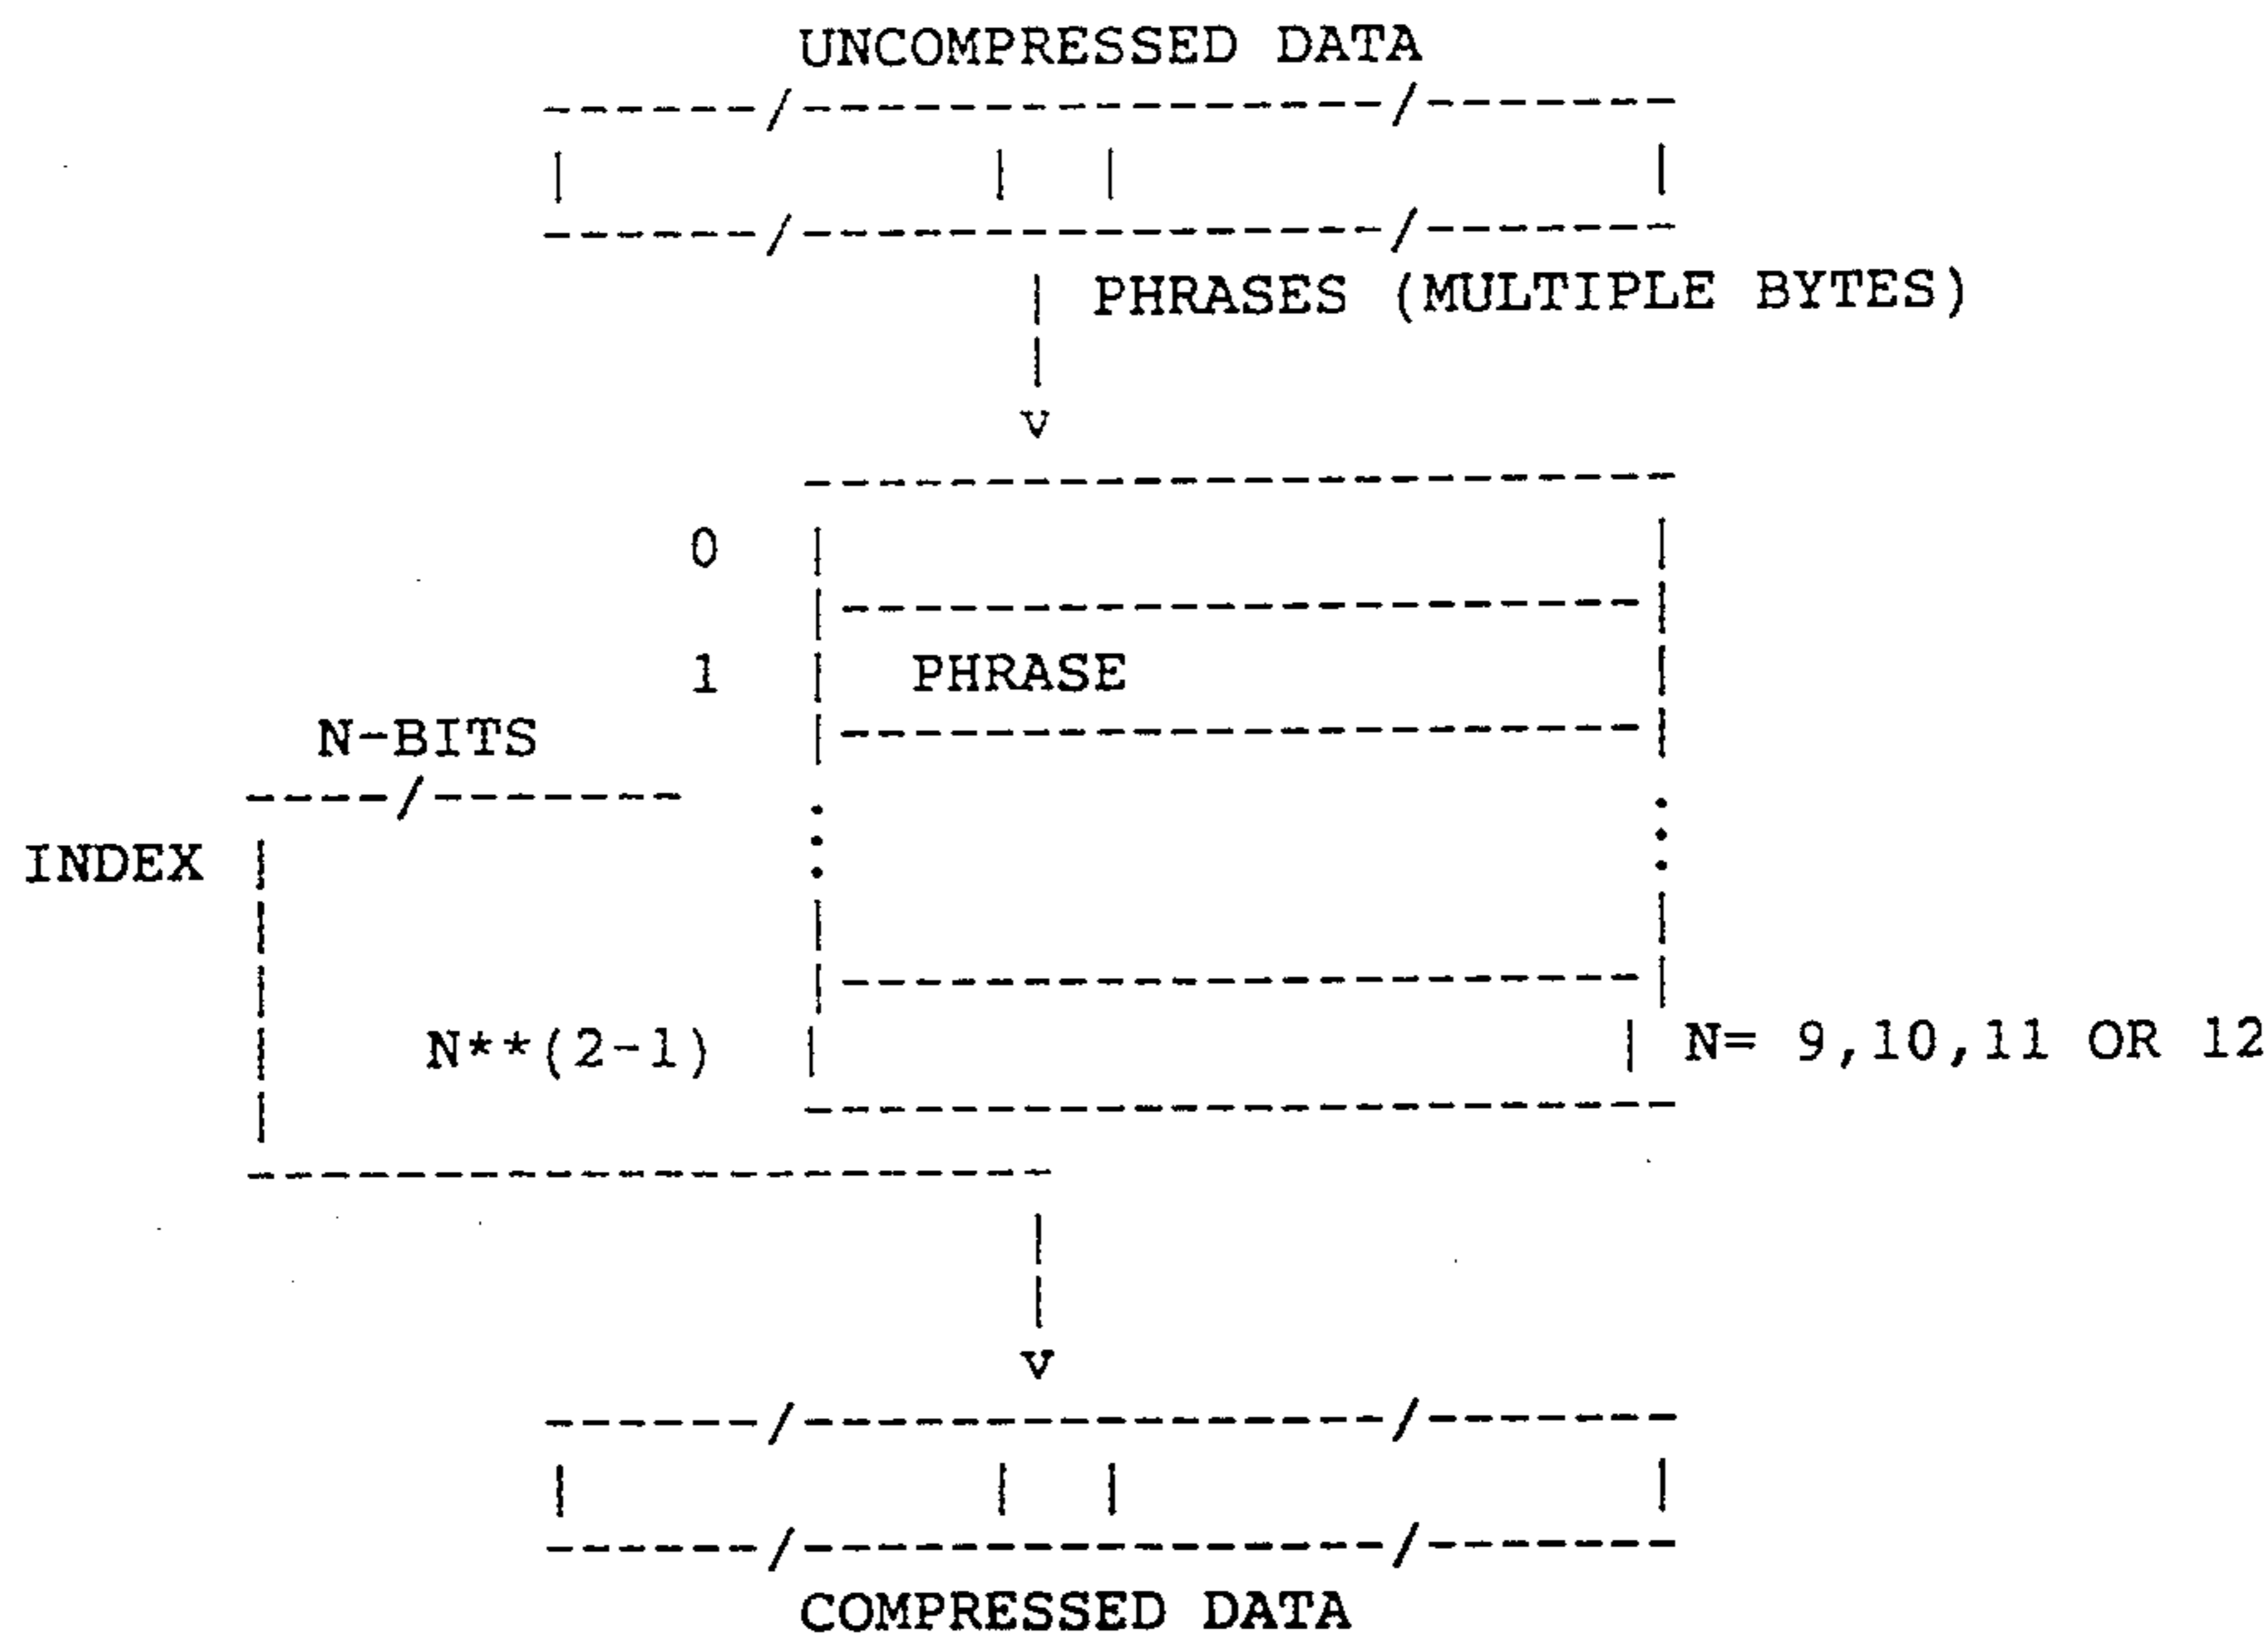 UNCOMPRESSED DATA
PHRASES (MULTIPLE BYTES)
v
0
1 PHRASE
N-BITS
INDEX
N**(2-1) N= 9,10,11 OR 12
v
COMPRESSED DATA